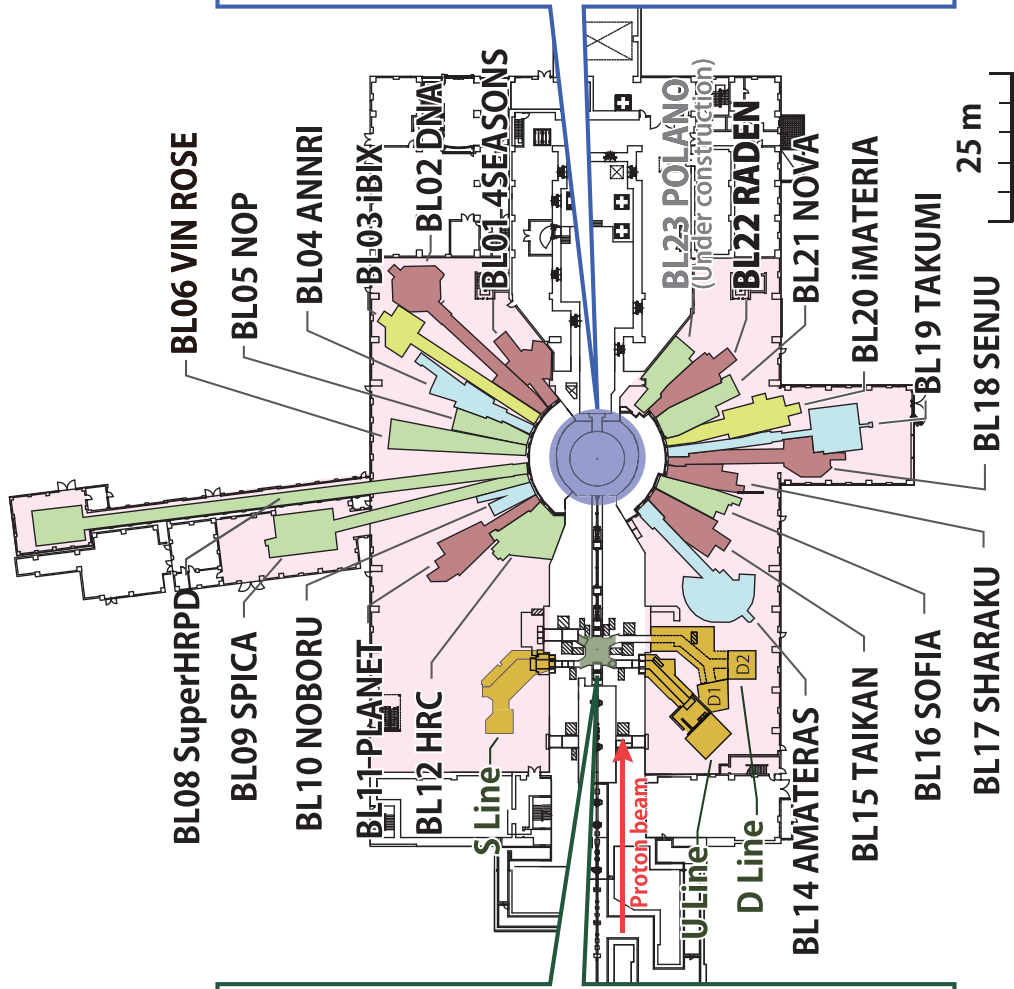 BL06 VIN ROSE
BL05 NOP
BL04 ANNRI
BL03 iBIX
BL02 DNA
BL01 4SEASONS
BL23 POLANO
(Under construction)
BL22 RADEN
BL21 NOVA
BL20 iMATERIA
BL19 TAKUMI
BL18 SENJU
25 m
BL08 SuperHRPD
BL09 SPICA
BL10 NOBORU
BL11 PLANET
BL12 HRC
S Line
Proton beam
U Line
D Line
D1
D2
BL14 AMATERAS
BL15 TAIKAN
BL16 SOFIA
BL17 SHARAKU